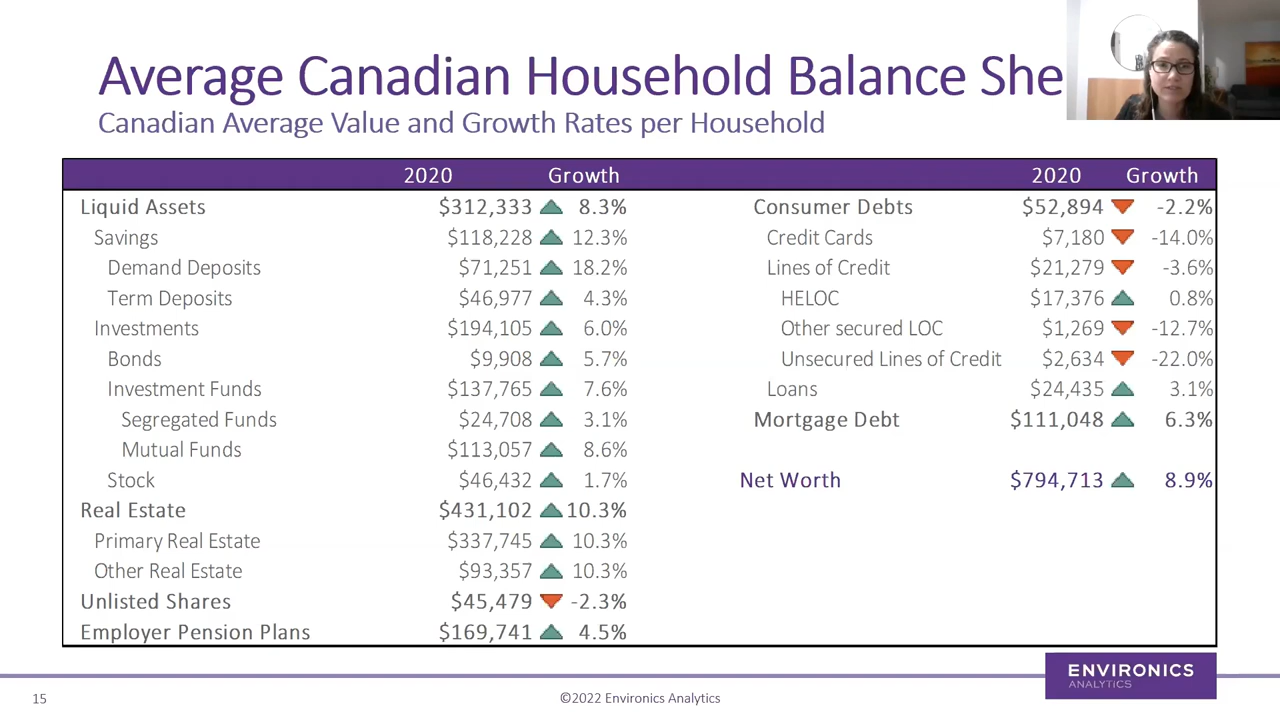 Average Canadian Household Balance She
Canadian Average Value and Growth Rates per Household
2020 Growth 2020 Growth
Liquid Assets $312,333 8.3% Consumer Debts $52,894 -2.2%
Savings $118,228 12.3% Credit Cards $7,180 -14.0%
Demand Deposits $71,251 18.2% Lines of Credit $21,279 -3.6%
Term Deposits $46,977 4.3% HELOC $17,376 0.8%
Investments $194,105 6.0% Other secured LOC $1,269 -12.7%
Bonds $9,908 5.7% Unsecured Lines of Credit $2,634 -22.0%
Investment Funds $137,765 7.6% Loans $24,435 3.1%
Segregated Funds $24,708 3.1% Mortgage Debt $111,048 6.3%
Mutual Funds $113,057 8.6%
Stock $46,432 1.7% Net Worth $794,713 8.9%
Real Estate $431,102 10.3%
Primary Real Estate $337,745 10.3%
Other Real Estate $93,357 10.3%
Unlisted Shares $45,479 -2.3%
Employer Pension Plans $169,741 4.5%
ENVIRONICS
ANALYTICS
15 ©2022 Environics Analytics